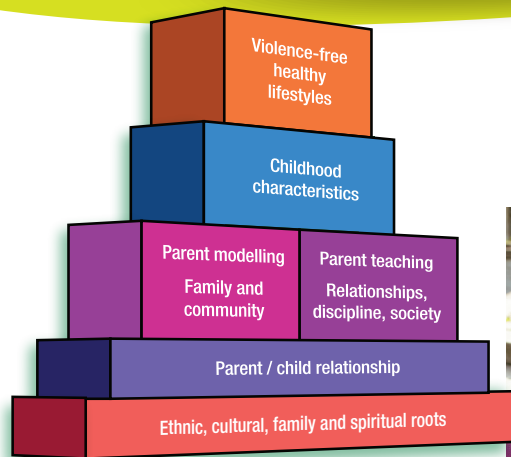 Violence-free
healthy
lifestyles
Childhood
characteristics
Parent modelling
Family and
community
Parent teaching
Relationships,
discipline, society
Parent / child relationship
Ethnic, cultural, family and spiritual roots